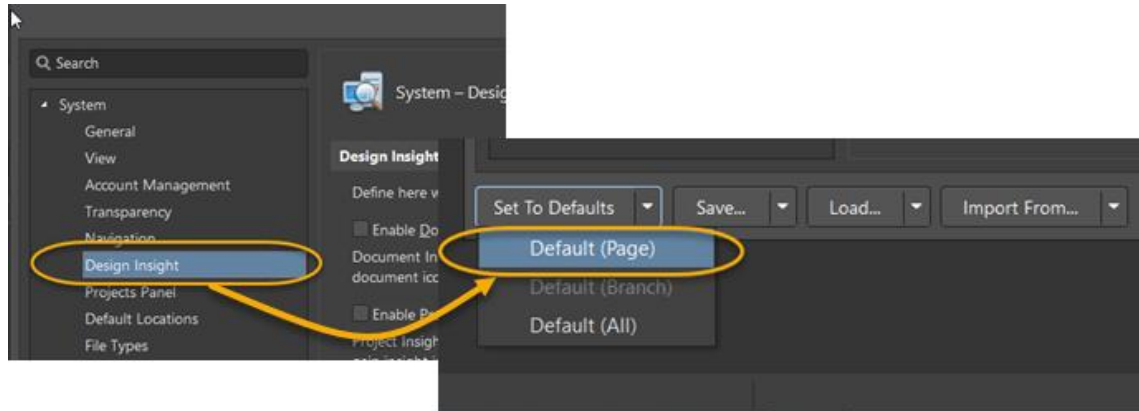 Search
System
General
View
Account Management
Transparency
Navigation
Design Insight
Projects Panel
Default Locations
File Types
System – Desig
Design Insight
Define here w
Enable Do
Document In
document ico
Enable
Project Insigh
Set To Defaults
Save...
Load...
Import From...
Default (Page)
Default (Branch)
Default (All)